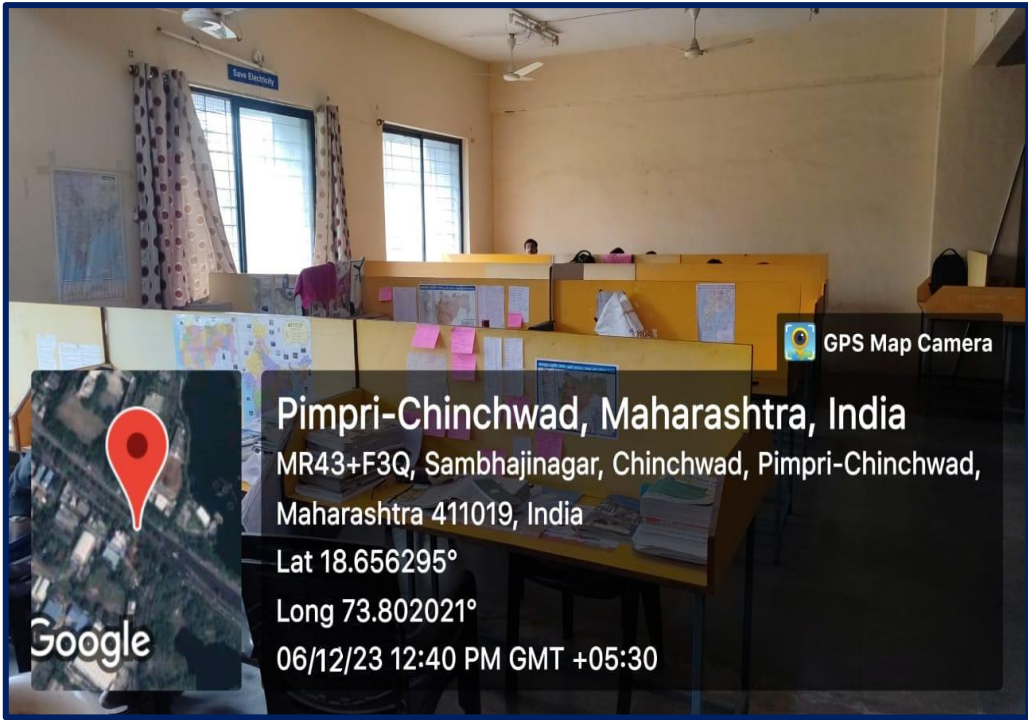 Save Electricity
GPS Map Camera
Pimpri-Chinchwad, Maharashtra, India
MR43+F3Q, Sambhajinagar, Chinchwad, Pimpri-Chinchwad,
Maharashtra 411019, India
Lat 18.656295°
Long 73.802021°
06/12/23 12:40 PM GMT +05:30
Google